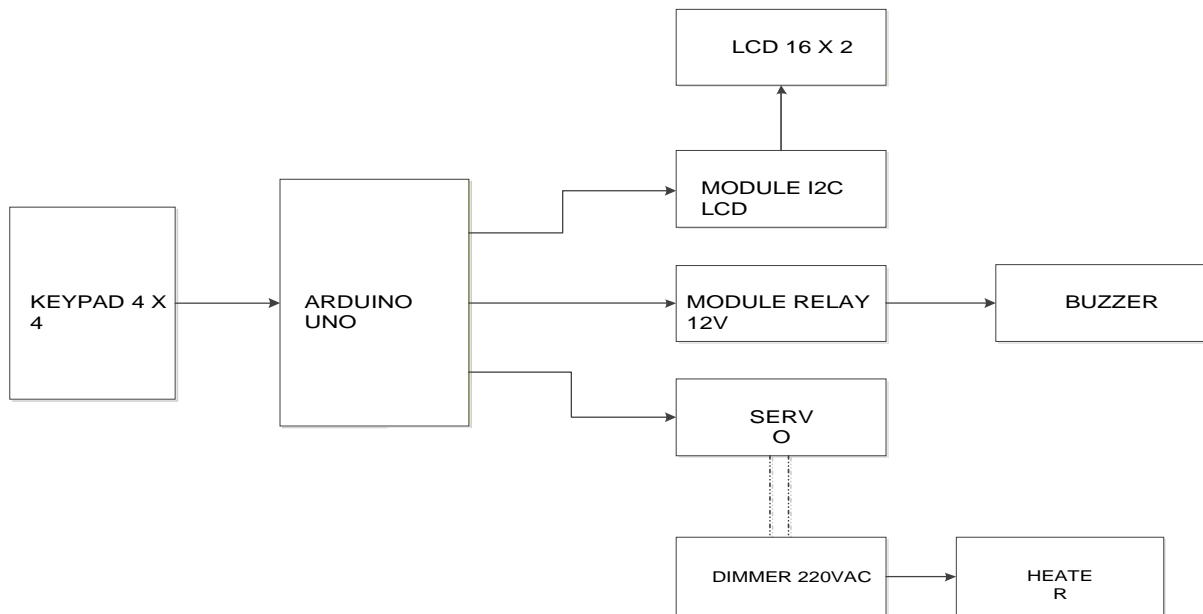 LCD 16 X 2
MODULE I2C
LCD
KEYPAD 4 X
4
ARDUINO
UNO
MODULE RELAY
12V
BUZZER
SERV
O
DIMMER 220VAC
HEATE
R